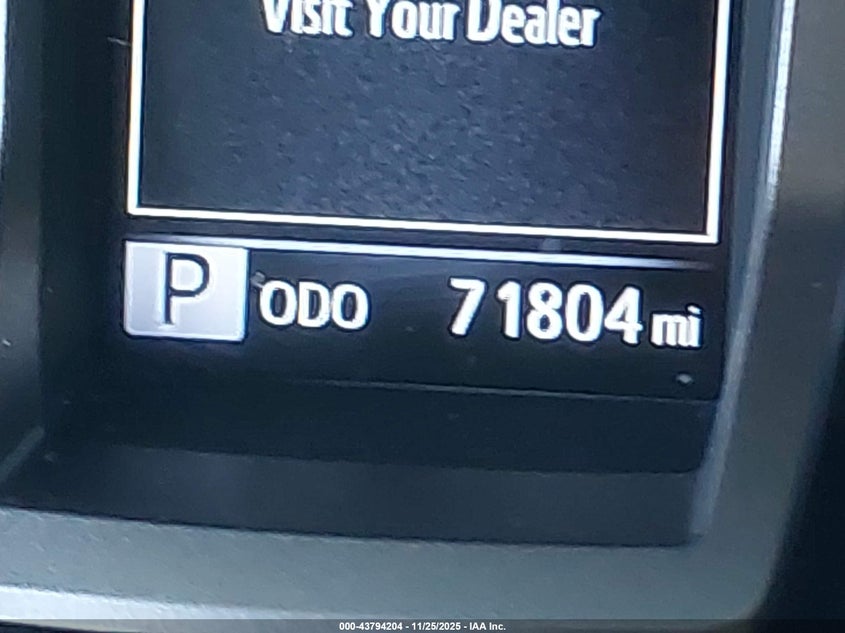 Visit Your Dealer
P ODO 71804 mi
000-43794204 - 11/25/2025 - IAA Inc.